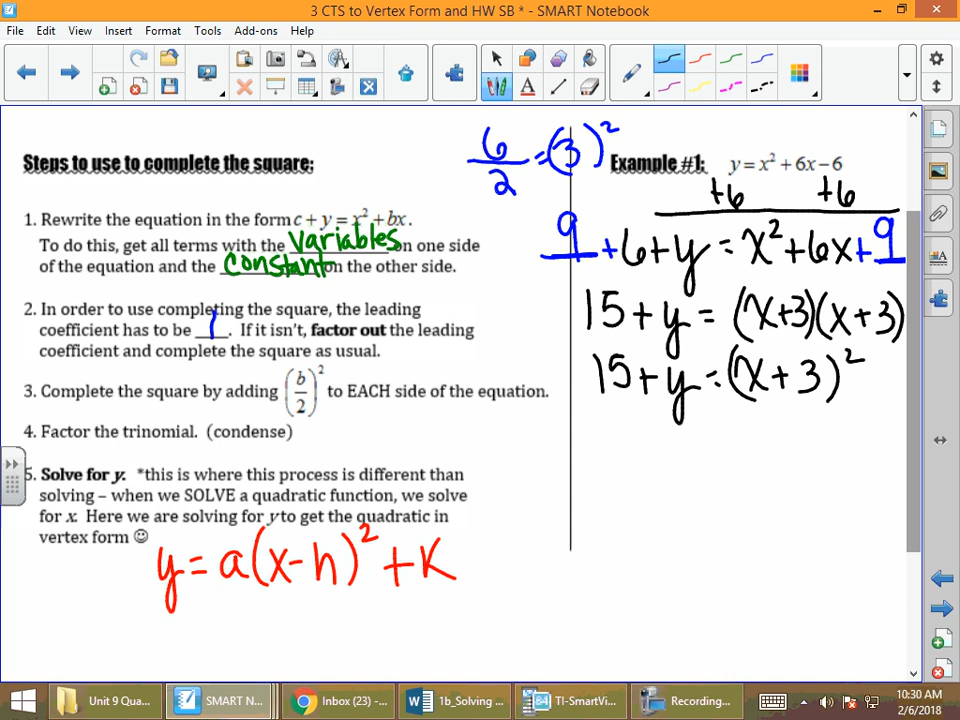 3 CTS to Vertex Form and HW SB * - SMART Notebook
File Edit View Insert Format Tools Add-ons Help
6/2 = (3)²
Steps to use to complete the square:
1. Rewrite the equation in the form c + y = x² + bx.
To do this, get all terms with the variables on one side
of the equation and the constant on the other side.
2. In order to use completing the square, the leading
coefficient has to be 1. If it isn't, factor out the leading
coefficient and complete the square as usual.
3. Complete the square by adding (b/2)² to EACH side of the equation.
4. Factor the trinomial. (condense)
5. Solve for y. *this is where this process is different than
solving – when we SOLVE a quadratic function, we solve
for x. Here we are solving for y to get the quadratic in
vertex form ☺
y = a(x-h)² + K
Example #1: y = x² + 6x − 6
+6 +6
9 + 6 + y = x² + 6x + 9
15 + y = (x+3)(x+3)
15 + y = (x+3)²
Unit 9 Qua...
SMART No...
Inbox (23) -...
1b_Solving ...
TI-SmartVi...
Recording...
10:30 AM
2/6/2018